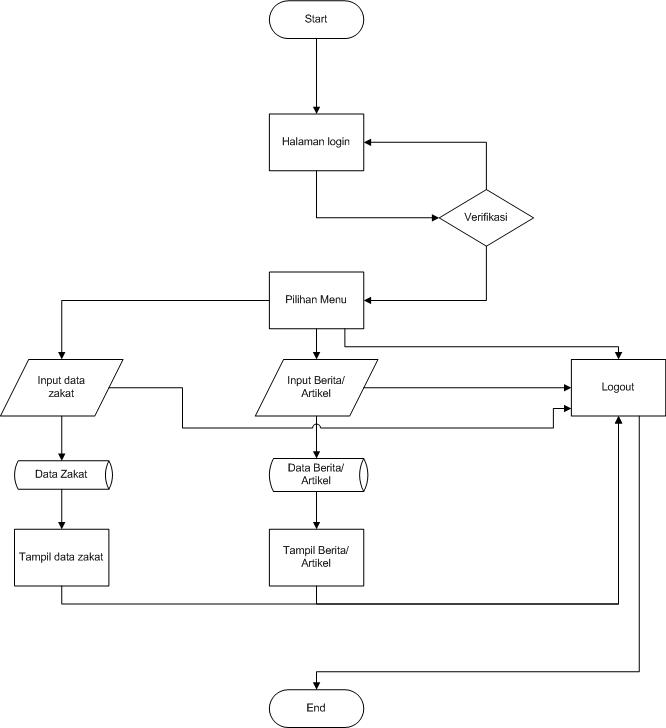 Start
Halaman login
Verifikasi
Pilihan Menu
Input data
zakat
Input Berita/
Artikel
Logout
Data Zakat
Data Berita/
Artikel
Tampil data zakat
Tampil Berita/
Artikel
End